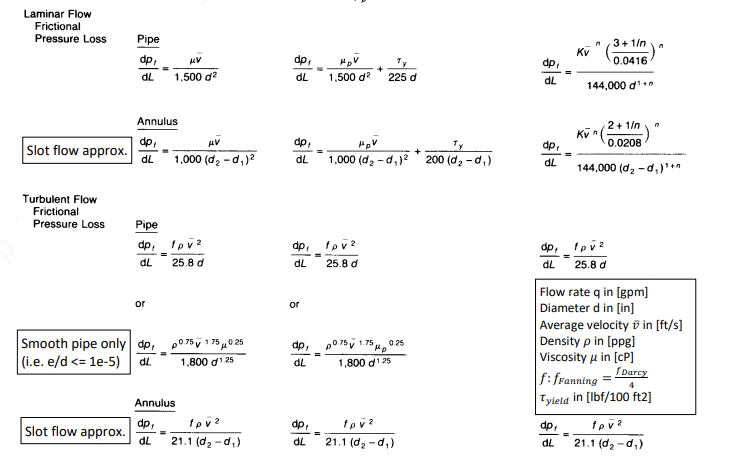 Laminar Flow
Frictional
Pressure Loss
Pipe
dp_f/dL = μv̄ / 1,500 d²
dp_f/dL = μ_p v̄ / 1,500 d² + τ_y / 225 d
dp_f/dL = K v̄ⁿ ((3 + 1/n) / 0.0416)ⁿ / 144,000 d¹⁺ⁿ
Annulus
Slot flow approx.
dp_f/dL = μv̄ / 1,000 (d₂ – d₁)²
dp_f/dL = μ_p v̄ / 1,000 (d₂ – d₁)² + τ_y / 200 (d₂ – d₁)
dp_f/dL = K v̄ⁿ ((2 + 1/n) / 0.0208)ⁿ / 144,000 (d₂ – d₁)¹⁺ⁿ
Turbulent Flow
Frictional
Pressure Loss
Pipe
dp_f/dL = f ρ v̄² / 25.8 d
dp_f/dL = f ρ v̄² / 25.8 d
dp_f/dL = f ρ v̄² / 25.8 d
or
or
Smooth pipe only
(i.e. e/d <= 1e-5)
dp_f/dL = ρ^0.75 v̄^1.75 μ^0.25 / 1,800 d^1.25
dp_f/dL = ρ^0.75 v̄^1.75 μ_p^0.25 / 1,800 d^1.25
Flow rate q in [gpm]
Diameter d in [in]
Average velocity v̄ in [ft/s]
Density ρ in [ppg]
Viscosity μ in [cP]
f: f_Fanning = f_Darcy / 4
τ_yield in [lbf/100 ft2]
Annulus
Slot flow approx.
dp_f/dL = f ρ v̄² / 21.1 (d₂ – d₁)
dp_f/dL = f ρ v̄² / 21.1 (d₂ – d₁)
dp_f/dL = f ρ v̄² / 21.1 (d₂ – d₁)